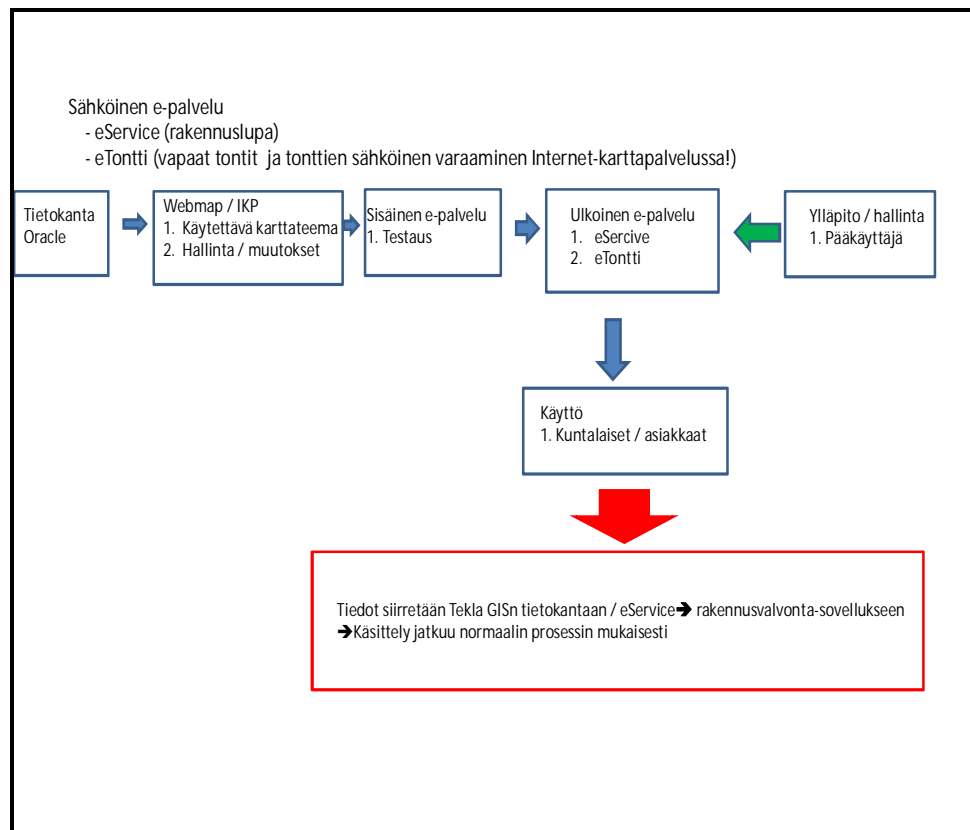 Sähköinen e-palvelu
- eService (rakennuslupa)
- eTontti (vapaat tontit ja tonttien sähköinen varaaminen Internet-karttapalvelussa!)
Tietokanta
Oracle
Webmap / IKP
1. Käytettävä karttateema
2. Hallinta / muutokset
Sisäinen e-palvelu
1. Testaus
Ulkoinen e-palvelu
1. eSercive
2. eTontti
Ylläpito / hallinta
1. Pääkäyttäjä
Käyttö
1. Kuntalaiset / asiakkaat
Tiedot siirretään Tekla GISn tietokantaan / eService➔ rakennusvalvonta-sovellukseen
➔Käsittely jatkuu normaalin prosessin mukaisesti